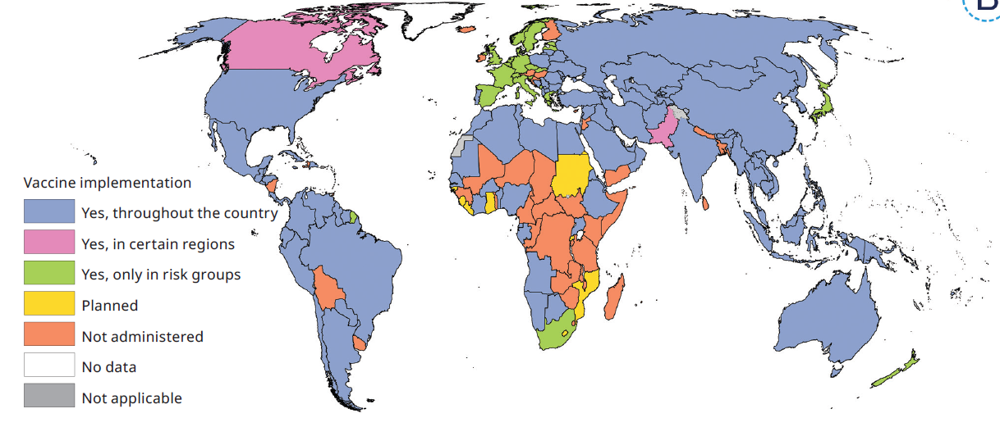 B
Vaccine implementation
Yes, throughout the country
Yes, in certain regions
Yes, only in risk groups
Planned
Not administered
No data
Not applicable